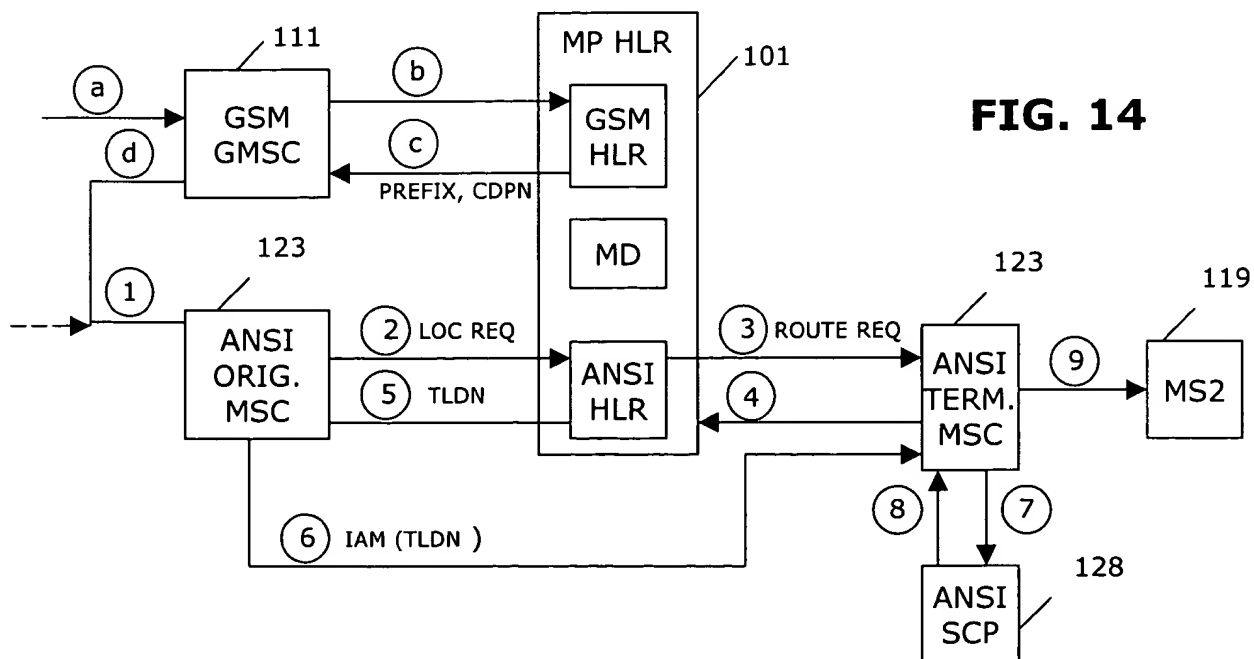 111
MP HLR
101
a
b
GSM
GMSC
GSM
HLR
FIG. 14
d
c
PREFIX, CDPN
123
MD
123
119
1
ANSI
ORIG.
MSC
2 LOC REQ
3 ROUTE REQ
ANSI
HLR
ANSI
TERM.
MSC
9
MS2
5 TLDN
4
8
7
6 IAM (TLDN )
128
ANSI
SCP